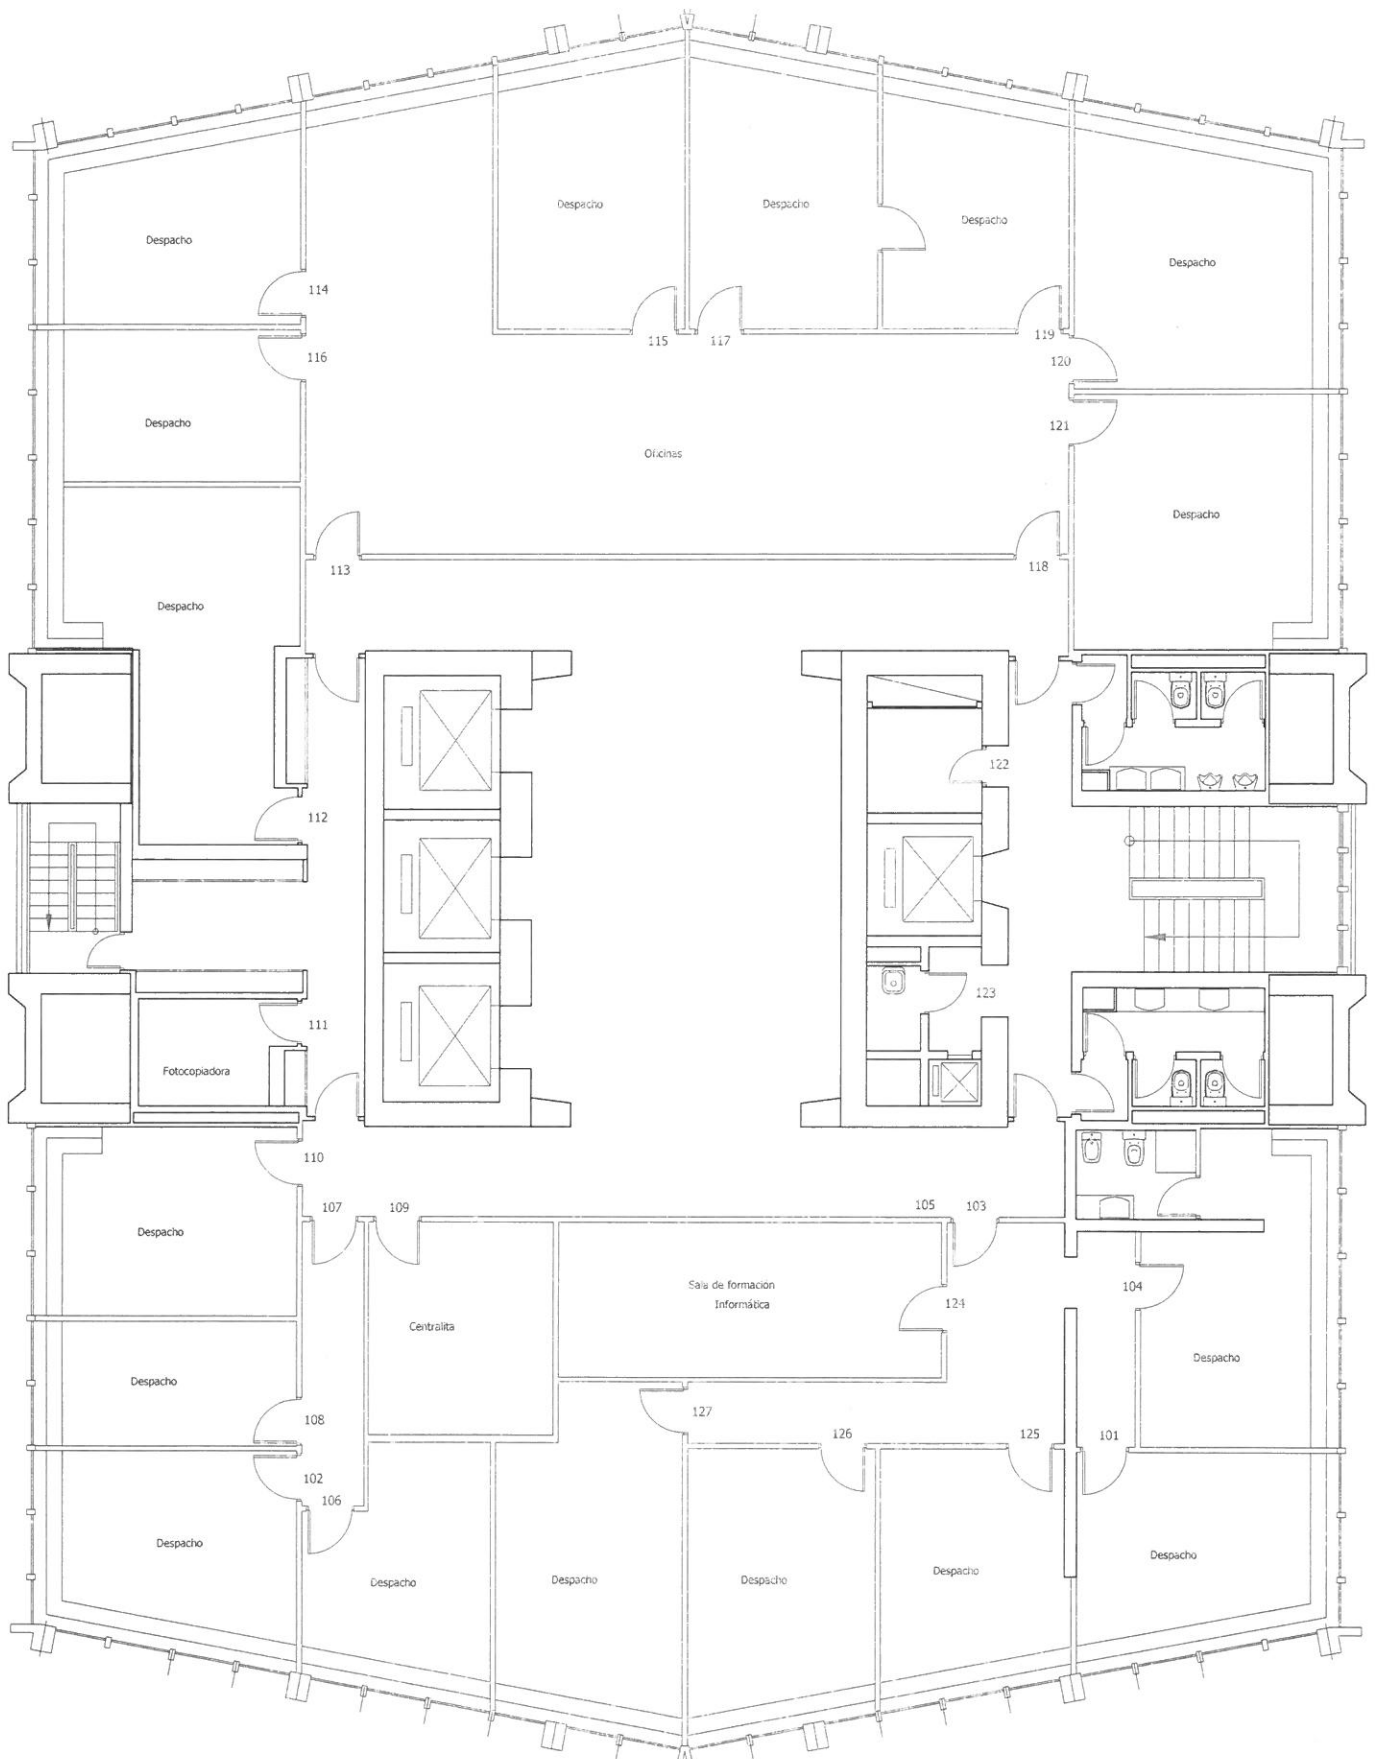 Despacho
Despacho
Despacho
Despacho
Despacho
114
115
117
119
116
120
Despacho
121
Oficinas
Despacho
113
118
Despacho
122
112
123
111
Fotocopiadora
110
107
109
105
103
Despacho
104
Sala de formacion
Informática
124
Centralita
Despacho
Despacho
108
127
126
125
101
102
106
Despacho
Despacho
Despacho
Despacho
Despacho
Despacho